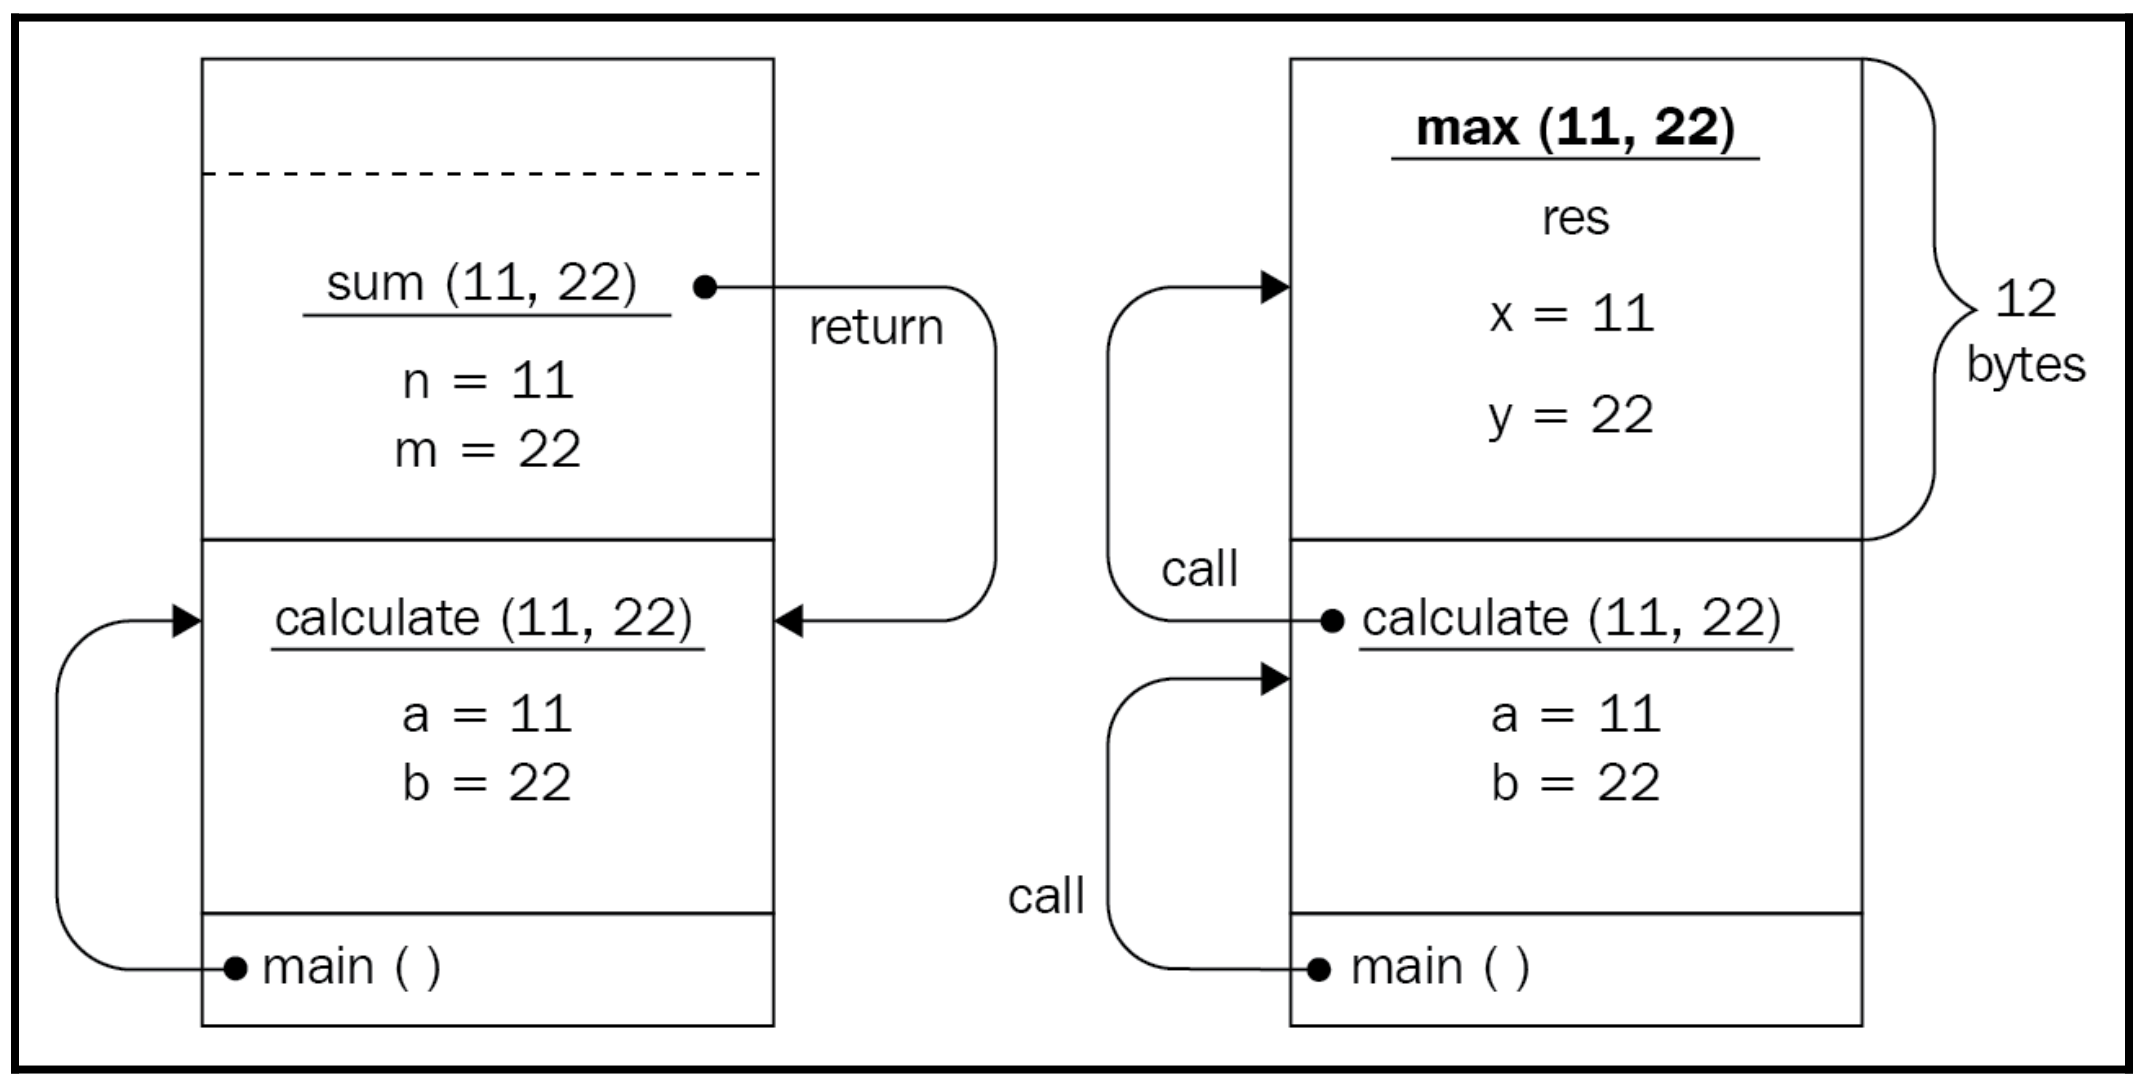 sum (11, 22)
return
n = 11
m = 22
calculate (11, 22)
a = 11
b = 22
main ( )
max (11, 22)
res
x = 11
y = 22
12
bytes
call
calculate (11, 22)
a = 11
b = 22
call
main ( )